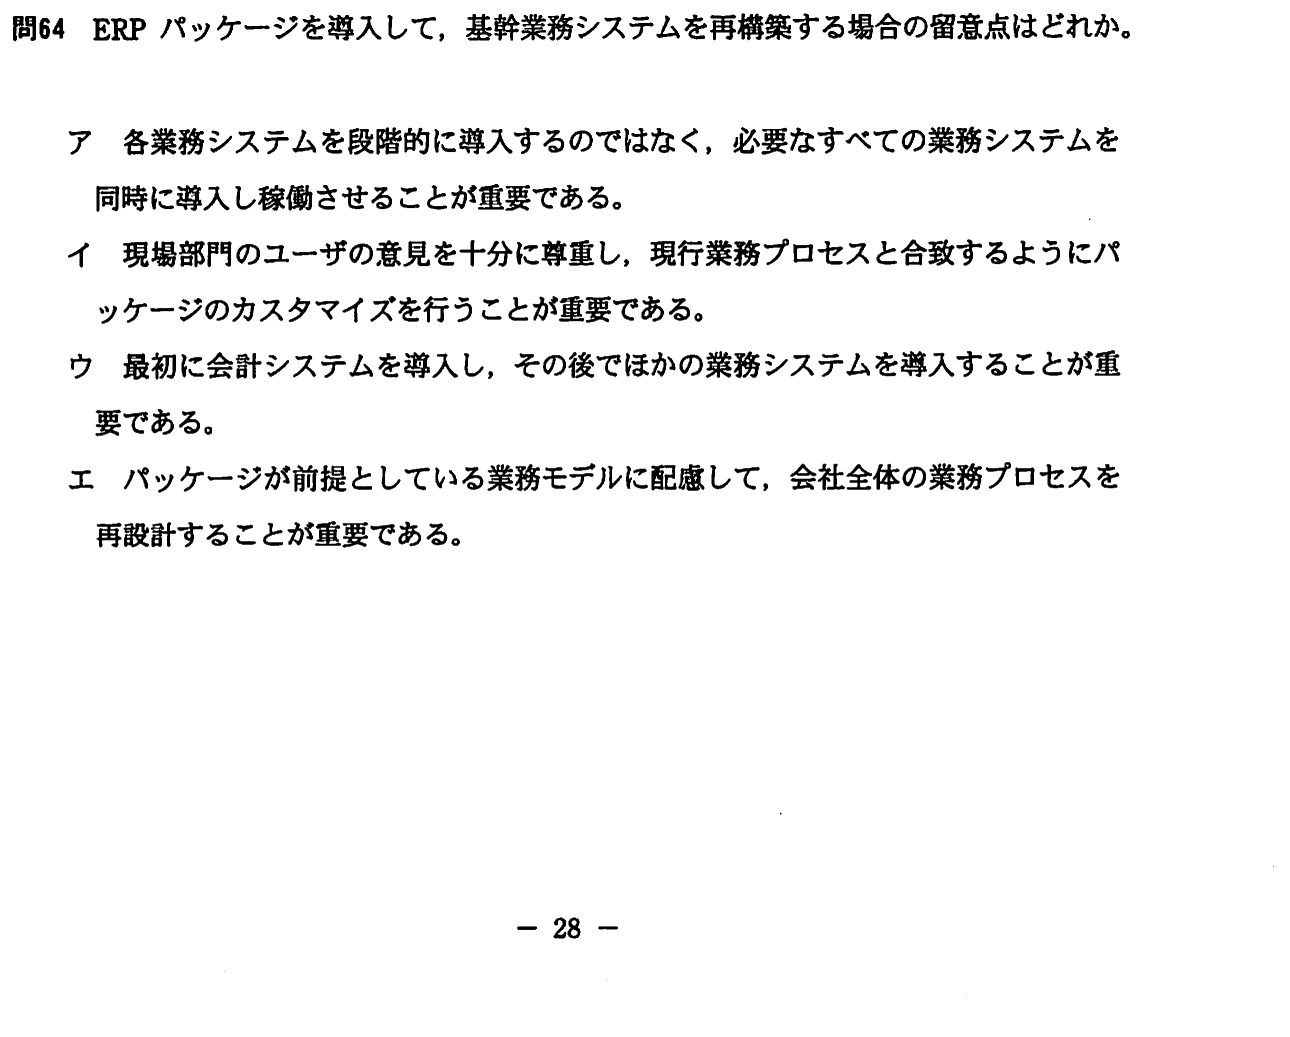 問64 ERP パッケージを導入して，基幹業務システムを再構築する場合の留意点はどれか。
ア 各業務システムを段階的に導入するのではなく，必要なすべての業務システムを
同時に導入し稼働させることが重要である。
イ 現場部門のユーザの意見を十分に尊重し，現行業務プロセスと合致するようにパ
ッケージのカスタマイズを行うことが重要である。
ウ 最初に会計システムを導入し，その後でほかの業務システムを導入することが重
要である。
エ パッケージが前提としている業務モデルに配慮して，会社全体の業務プロセスを
再設計することが重要である。
－ 28 －